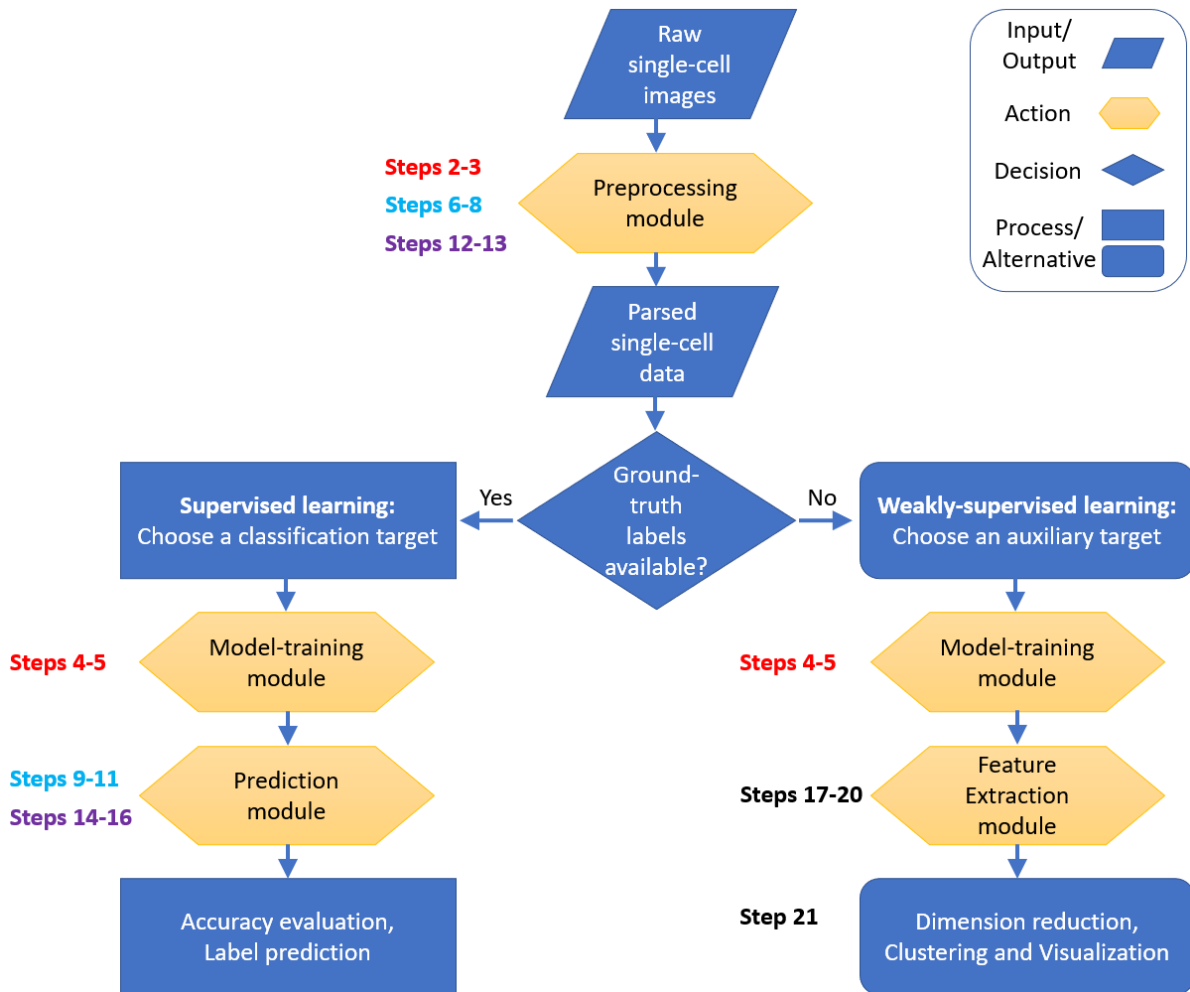 Raw
single-cell
images
Input/
Output
Action
Decision
Process/
Alternative
Steps 2-3
Steps 6-8
Steps 12-13
Preprocessing
module
Parsed
single-cell
data
Ground-
truth
labels
available?
Yes
No
Supervised learning:
Choose a classification target
Weakly-supervised learning:
Choose an auxiliary target
Steps 4-5
Model-training
module
Steps 4-5
Model-training
module
Steps 9-11
Steps 14-16
Prediction
module
Steps 17-20
Feature
Extraction
module
Accuracy evaluation,
Label prediction
Step 21
Dimension reduction,
Clustering and Visualization